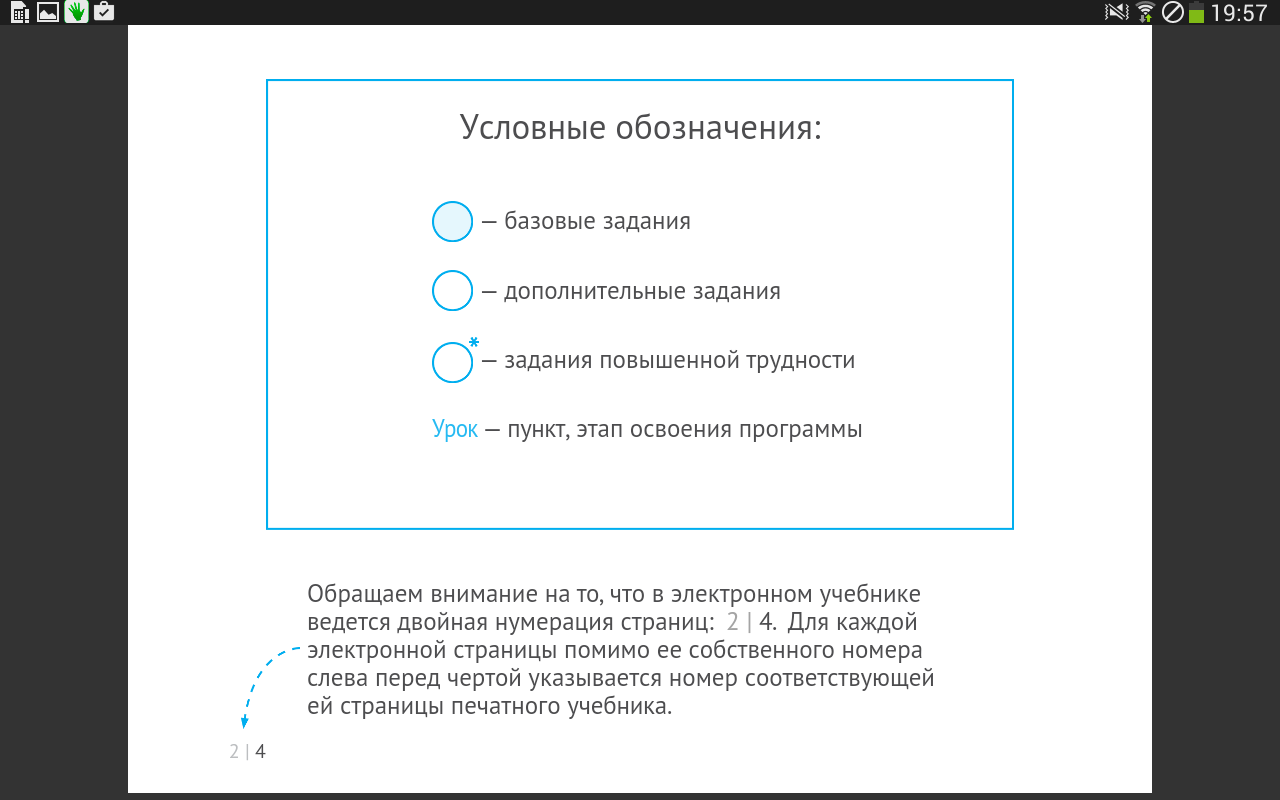 19:57
Условные обозначения:
— базовые задания
— дополнительные задания
* — задания повышенной трудности
Урок — пункт, этап освоения программы
Обращаем внимание на то, что в электронном учебнике
ведется двойная нумерация страниц: 2 | 4. Для каждой
электронной страницы помимо ее собственного номера
слева перед чертой указывается номер соответствующей
ей страницы печатного учебника.
2 | 4